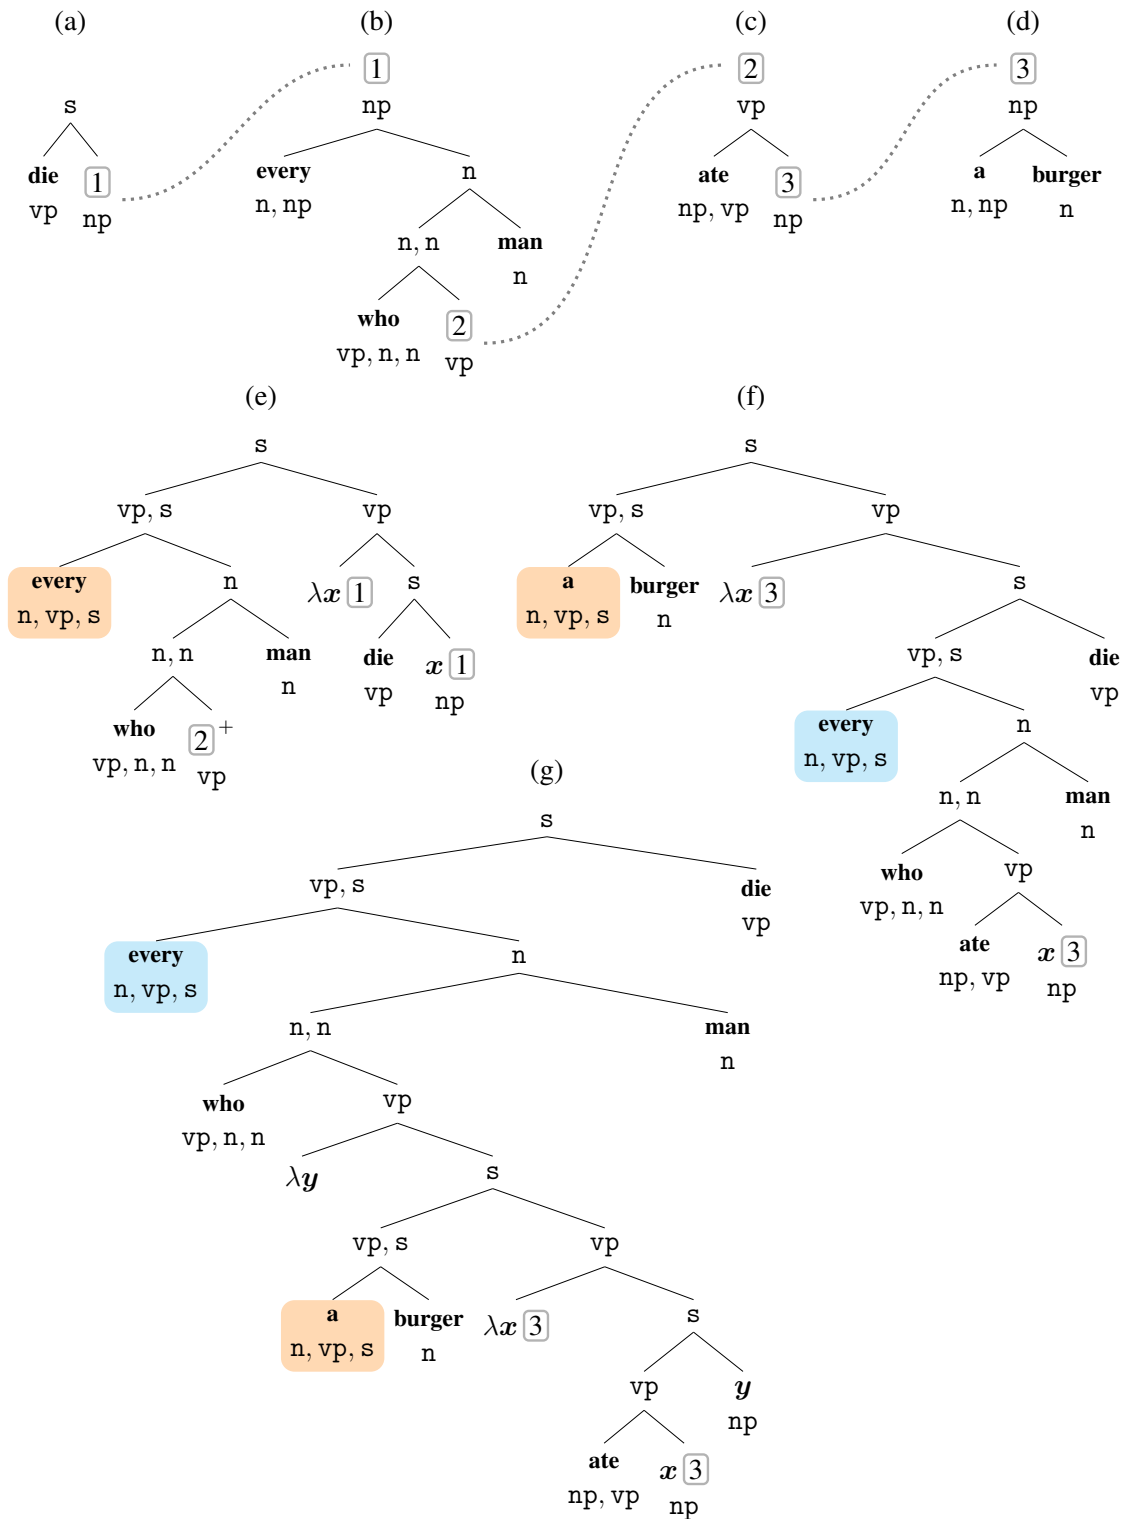 (a) (b) (c) (d)
1 2 3
s np vp np
die 1 every n ate 3 a burger
vp np n, np np, vp np n, np n
n, n man
n
who 2
vp, n, n vp
(e) (f)
s s
vp, s vp vp, s vp
every n λx 1 s a burger λx 3 s
n, vp, s n, vp, s n
n, n man die x 1 vp, s die
n vp np vp
who 2 + every n
vp, n, n vp n, vp, s
(g)
n, n man
n
s
who vp
vp, n, n
vp, s die
vp
ate x 3
np, vp np
every n
n, vp, s
n, n man
n
who vp
vp, n, n
λy s
vp, s vp
a burger λx 3 s
n, vp, s n
vp y
np
ate x 3
np, vp np